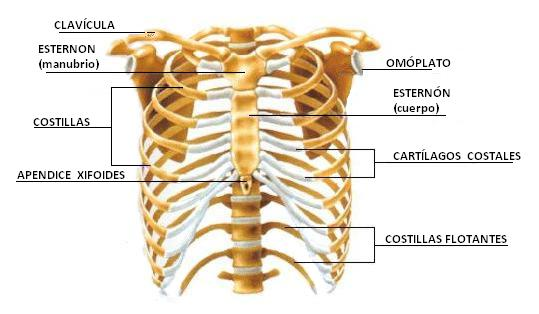 CLAVÍCULA
ESTERNON
(manubrio)
OMÓPLATO
ESTERNÓN
(cuerpo)
COSTILLAS
CARTÍLAGOS COSTALES
APENDICE XIFOIDES
COSTILLAS FLOTANTES